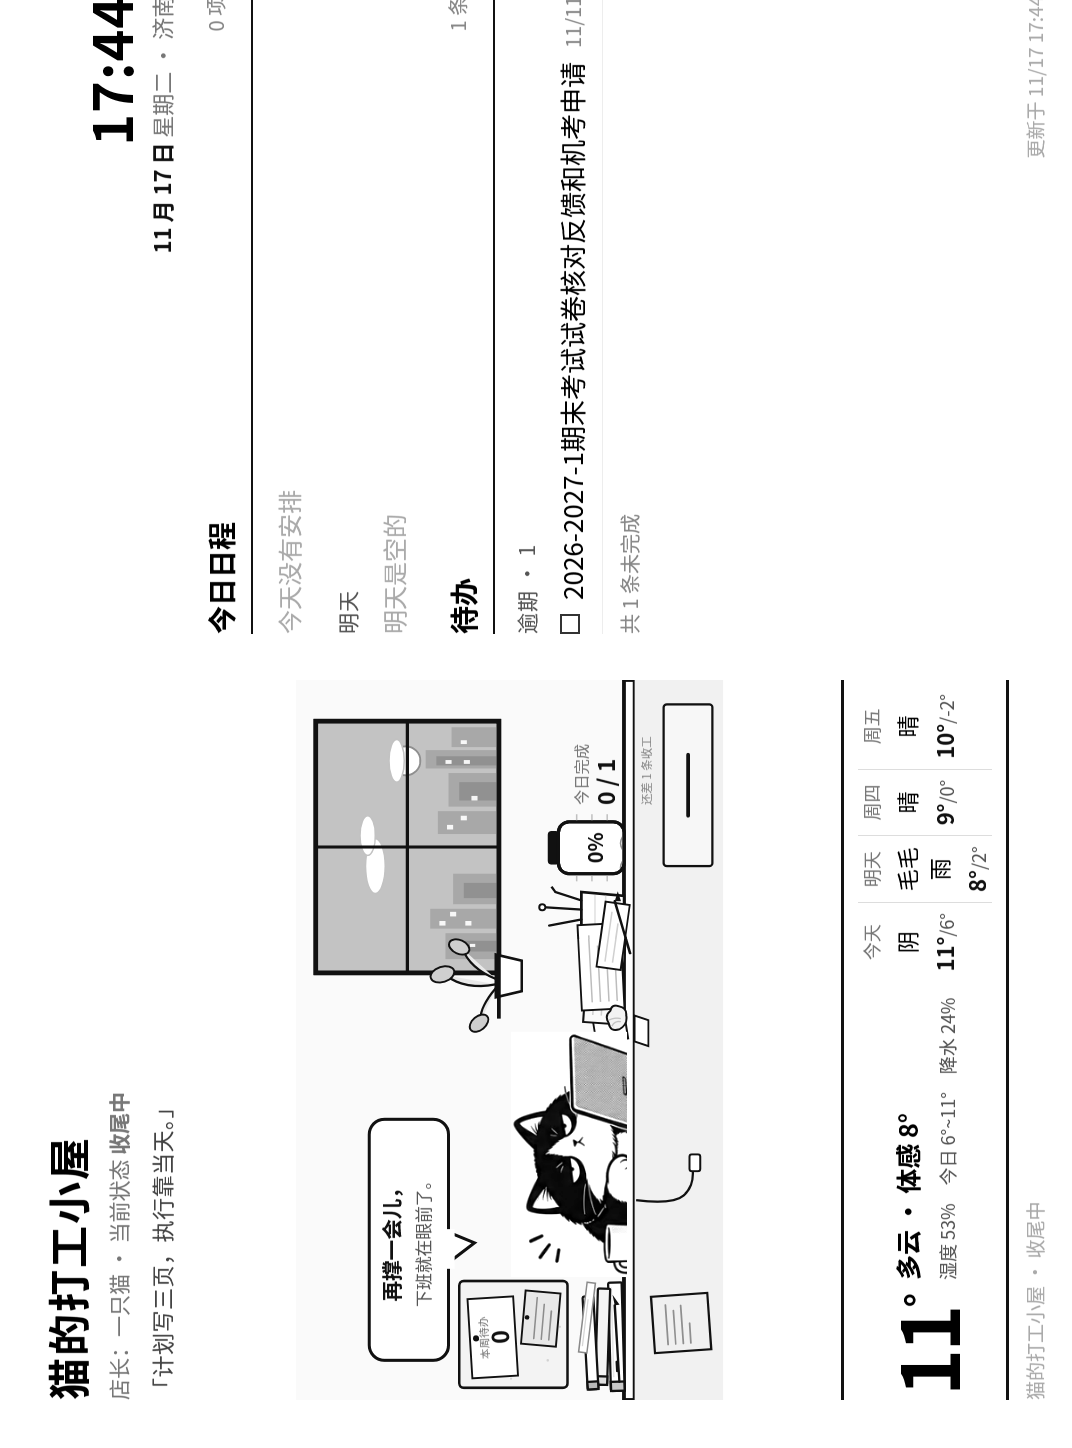 猫的打工小屋
店长：一只猫 · 当前状态 收尾中
「计划写三页，执行靠当天。」
再撑一会儿，
下班就在眼前了。
本周待办
0
0%
今日完成
0 / 1
还差 1 条收工
11°
多云 · 体感 8°
湿度 53% 今日 6°~11° 降水 24%
今天
阴
11°/6°
明天
毛毛雨
8°/2°
周四
晴
9°/0°
周五
晴
10°/-2°
猫的打工小屋 · 收尾中
17:44
11月17日 星期二 · 济南
今日日程 0 项
今天没有安排
明天
明天是空的
待办 1 条
逾期 · 1
2026-2027-1期末考试试卷核对反馈和机考申请 11/11
共 1 条未完成
更新于 11/17 17:44